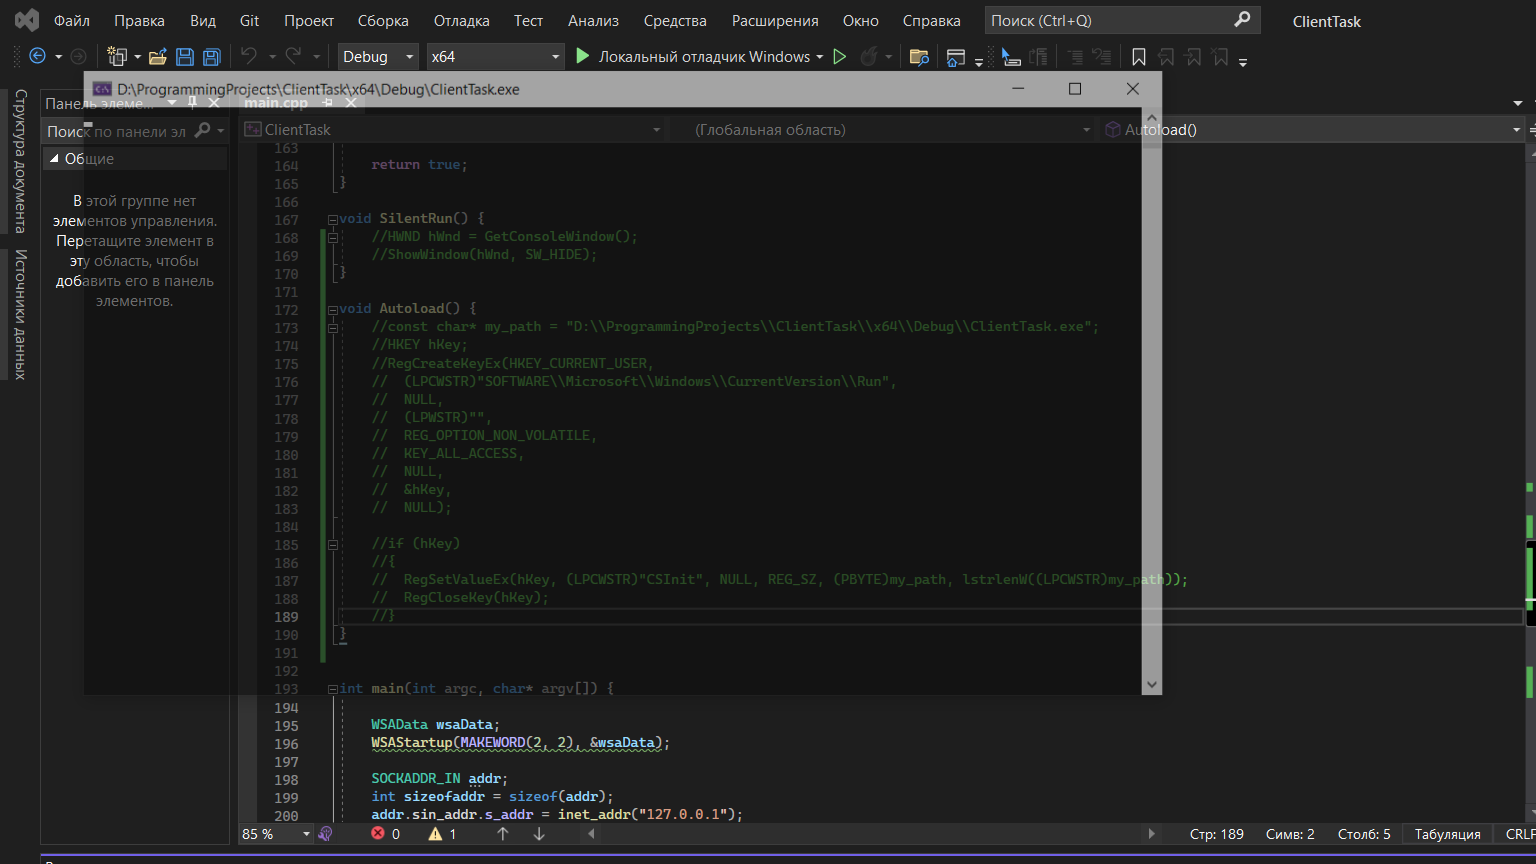 Файл Правка Вид Git Проект Сборка Отладка Тест Анализ Средства Расширения Окно Справка Поиск (Ctrl+Q) ClientTask
Debug x64 Локальный отладчик Windows
D:\ProgrammingProjects\ClientTask\x64\Debug\ClientTask.exe
Структура документа
Источники данных
Панель элеме...
Поиск по панели эл
Общие
В этой группе нет
элементов управления.
Перетащите элемент в
эту область, чтобы
добавить его в панель
элементов.
main.cpp
ClientTask (Глобальная область) Autoload()
163
164 return true;
165 }
166
167 void SilentRun() {
168 //HWND hWnd = GetConsoleWindow();
169 //ShowWindow(hWnd, SW_HIDE);
170 }
171
172 void Autoload() {
173 //const char* my_path = "D:\\ProgrammingProjects\\ClientTask\\x64\\Debug\\ClientTask.exe";
174 //HKEY hKey;
175 //RegCreateKeyEx(HKEY_CURRENT_USER,
176 // (LPCWSTR)"SOFTWARE\\Microsoft\\Windows\\CurrentVersion\\Run",
177 // NULL,
178 // (LPWSTR)"",
179 // REG_OPTION_NON_VOLATILE,
180 // KEY_ALL_ACCESS,
181 // NULL,
182 // &hKey,
183 // NULL);
184
185 //if (hKey)
186 //{
187 // RegSetValueEx(hKey, (LPCWSTR)"CSInit", NULL, REG_SZ, (PBYTE)my_path, lstrlenW((LPCWSTR)my_path));
188 // RegCloseKey(hKey);
189 //}
190 }
191
192
193 int main(int argc, char* argv[]) {
194
195 WSAData wsaData;
196 WSAStartup(MAKEWORD(2, 2), &wsaData);
197
198 SOCKADDR_IN addr;
199 int sizeofaddr = sizeof(addr);
200 addr.sin_addr.s_addr = inet_addr("127.0.0.1");
85 % 0 1 Стр: 189 Симв: 2 Столб: 5 Табуляция CRLF